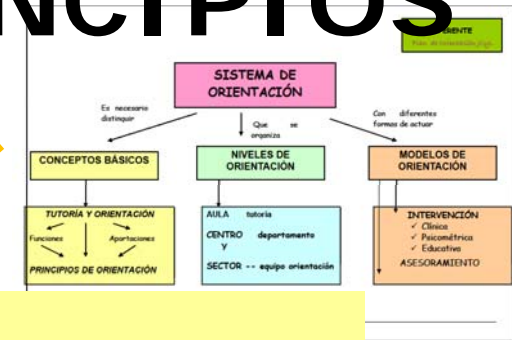 NCIPIOS
ERENTE
SISTEMA DE
ORIENTACIÓN
Es necesario
distinguir
Que se
organiza
Con diferentes
formas de actuar
CONCEPTOS BÁSICOS
NIVELES DE
ORIENTACIÓN
MODELOS DE
ORIENTACIÓN
TUTORÍA Y ORIENTACIÓN
Funciones Aportaciones
PRINCIPIOS DE ORIENTACIÓN
AULA tutoría
CENTRO departamento
Y
SECTOR -- equipo orientación
INTERVENCIÓN
✓ Clínica
✓ Psicométrica
✓ Educativa
ASESORAMIENTO